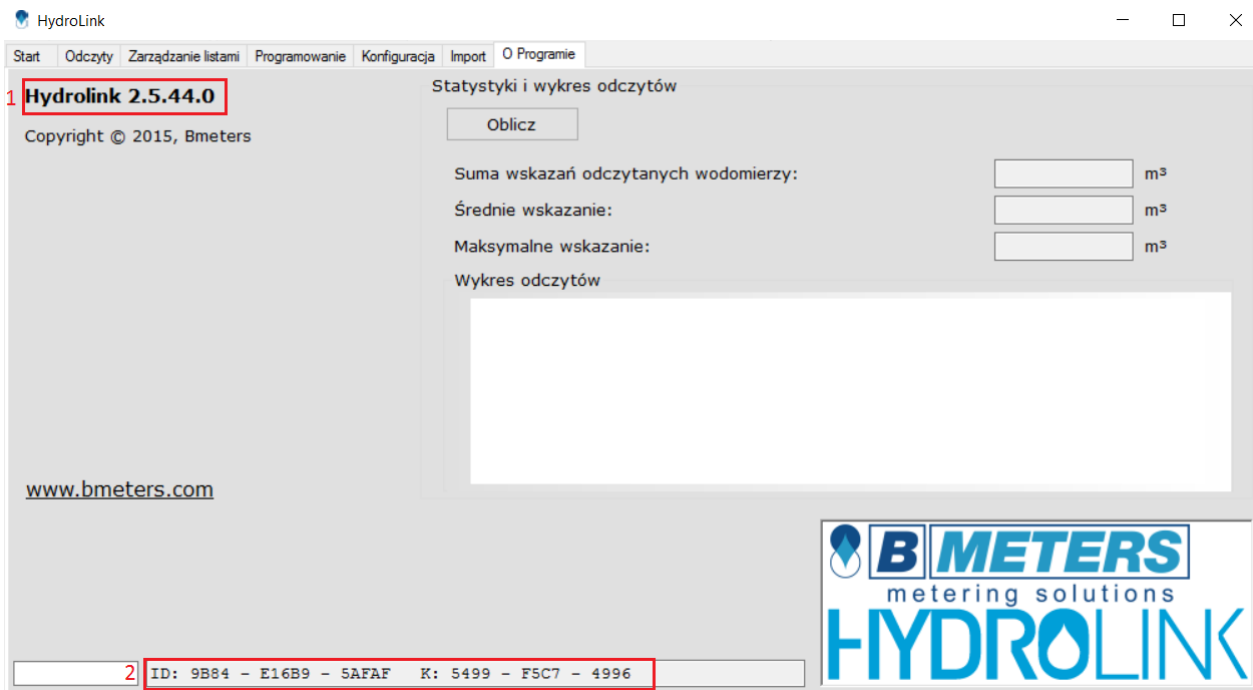 HydroLink
Start Odczyty Zarządzanie listami Programowanie Konfiguracja Import O Programie
1 Hydrolink 2.5.44.0
Copyright © 2015, Bmeters
www.bmeters.com
Statystyki i wykres odczytów
Oblicz
Suma wskazań odczytanych wodomierzy: m³
Średnie wskazanie: m³
Maksymalne wskazanie: m³
Wykres odczytów
B METERS
metering solutions
HYDROLINK
2 ID: 9B84 - E16B9 - 5AFAF K: 5499 - F5C7 - 4996